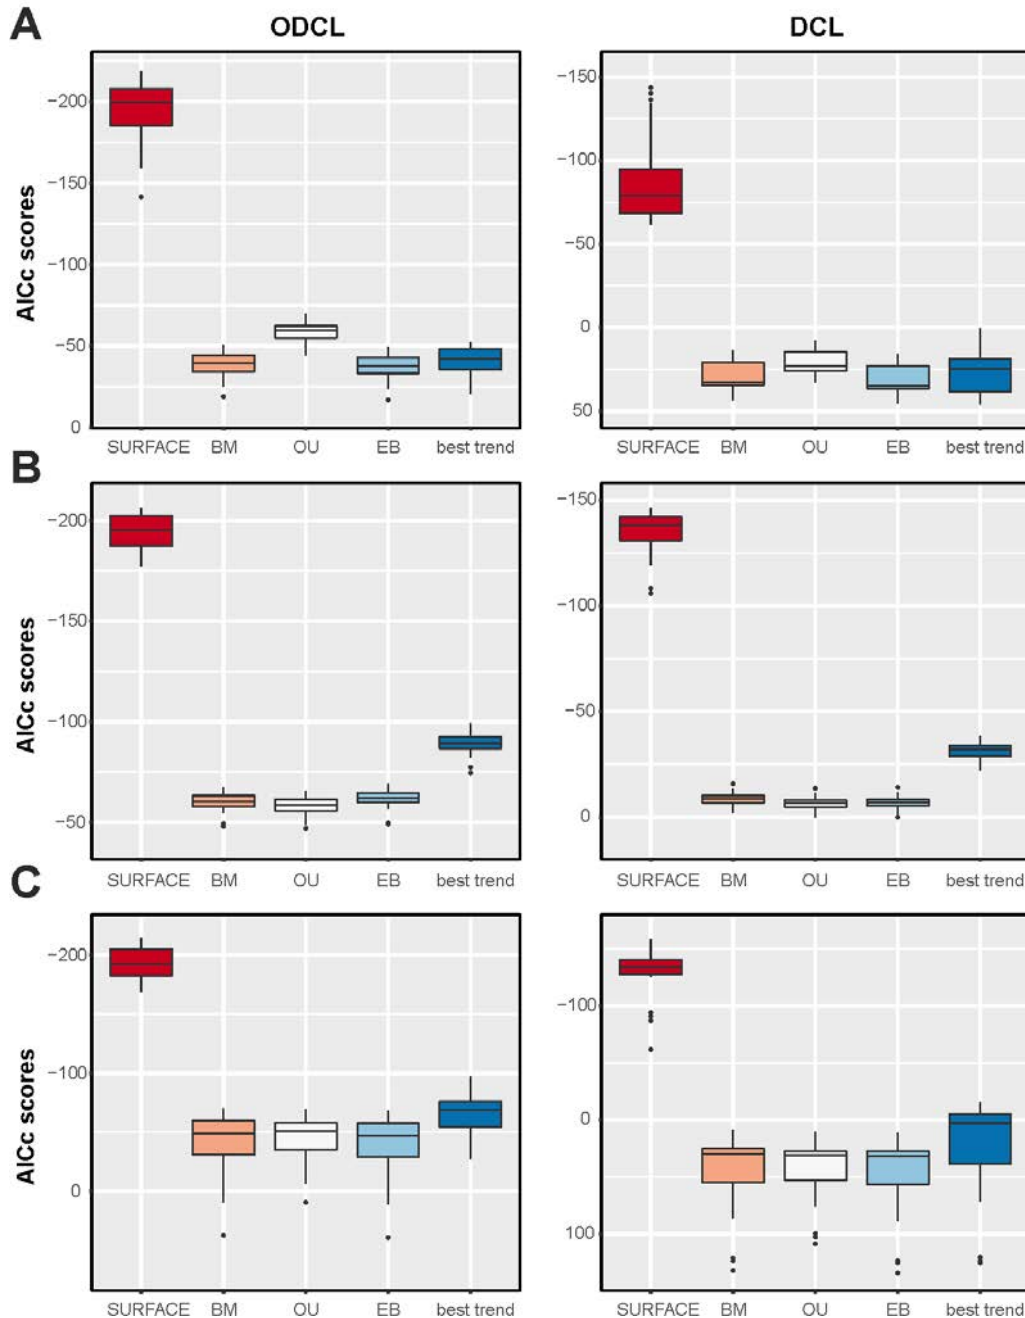 A
ODCL
DCL
AICc scores
−200
−150
−100
−50
0
−150
−100
−50
0
50
SURFACE BM OU EB best trend
SURFACE BM OU EB best trend
B
AICc scores
−200
−150
−100
−50
−150
−100
−50
0
SURFACE BM OU EB best trend
SURFACE BM OU EB best trend
C
AICc scores
−200
−100
0
−100
0
100
SURFACE BM OU EB best trend
SURFACE BM OU EB best trend